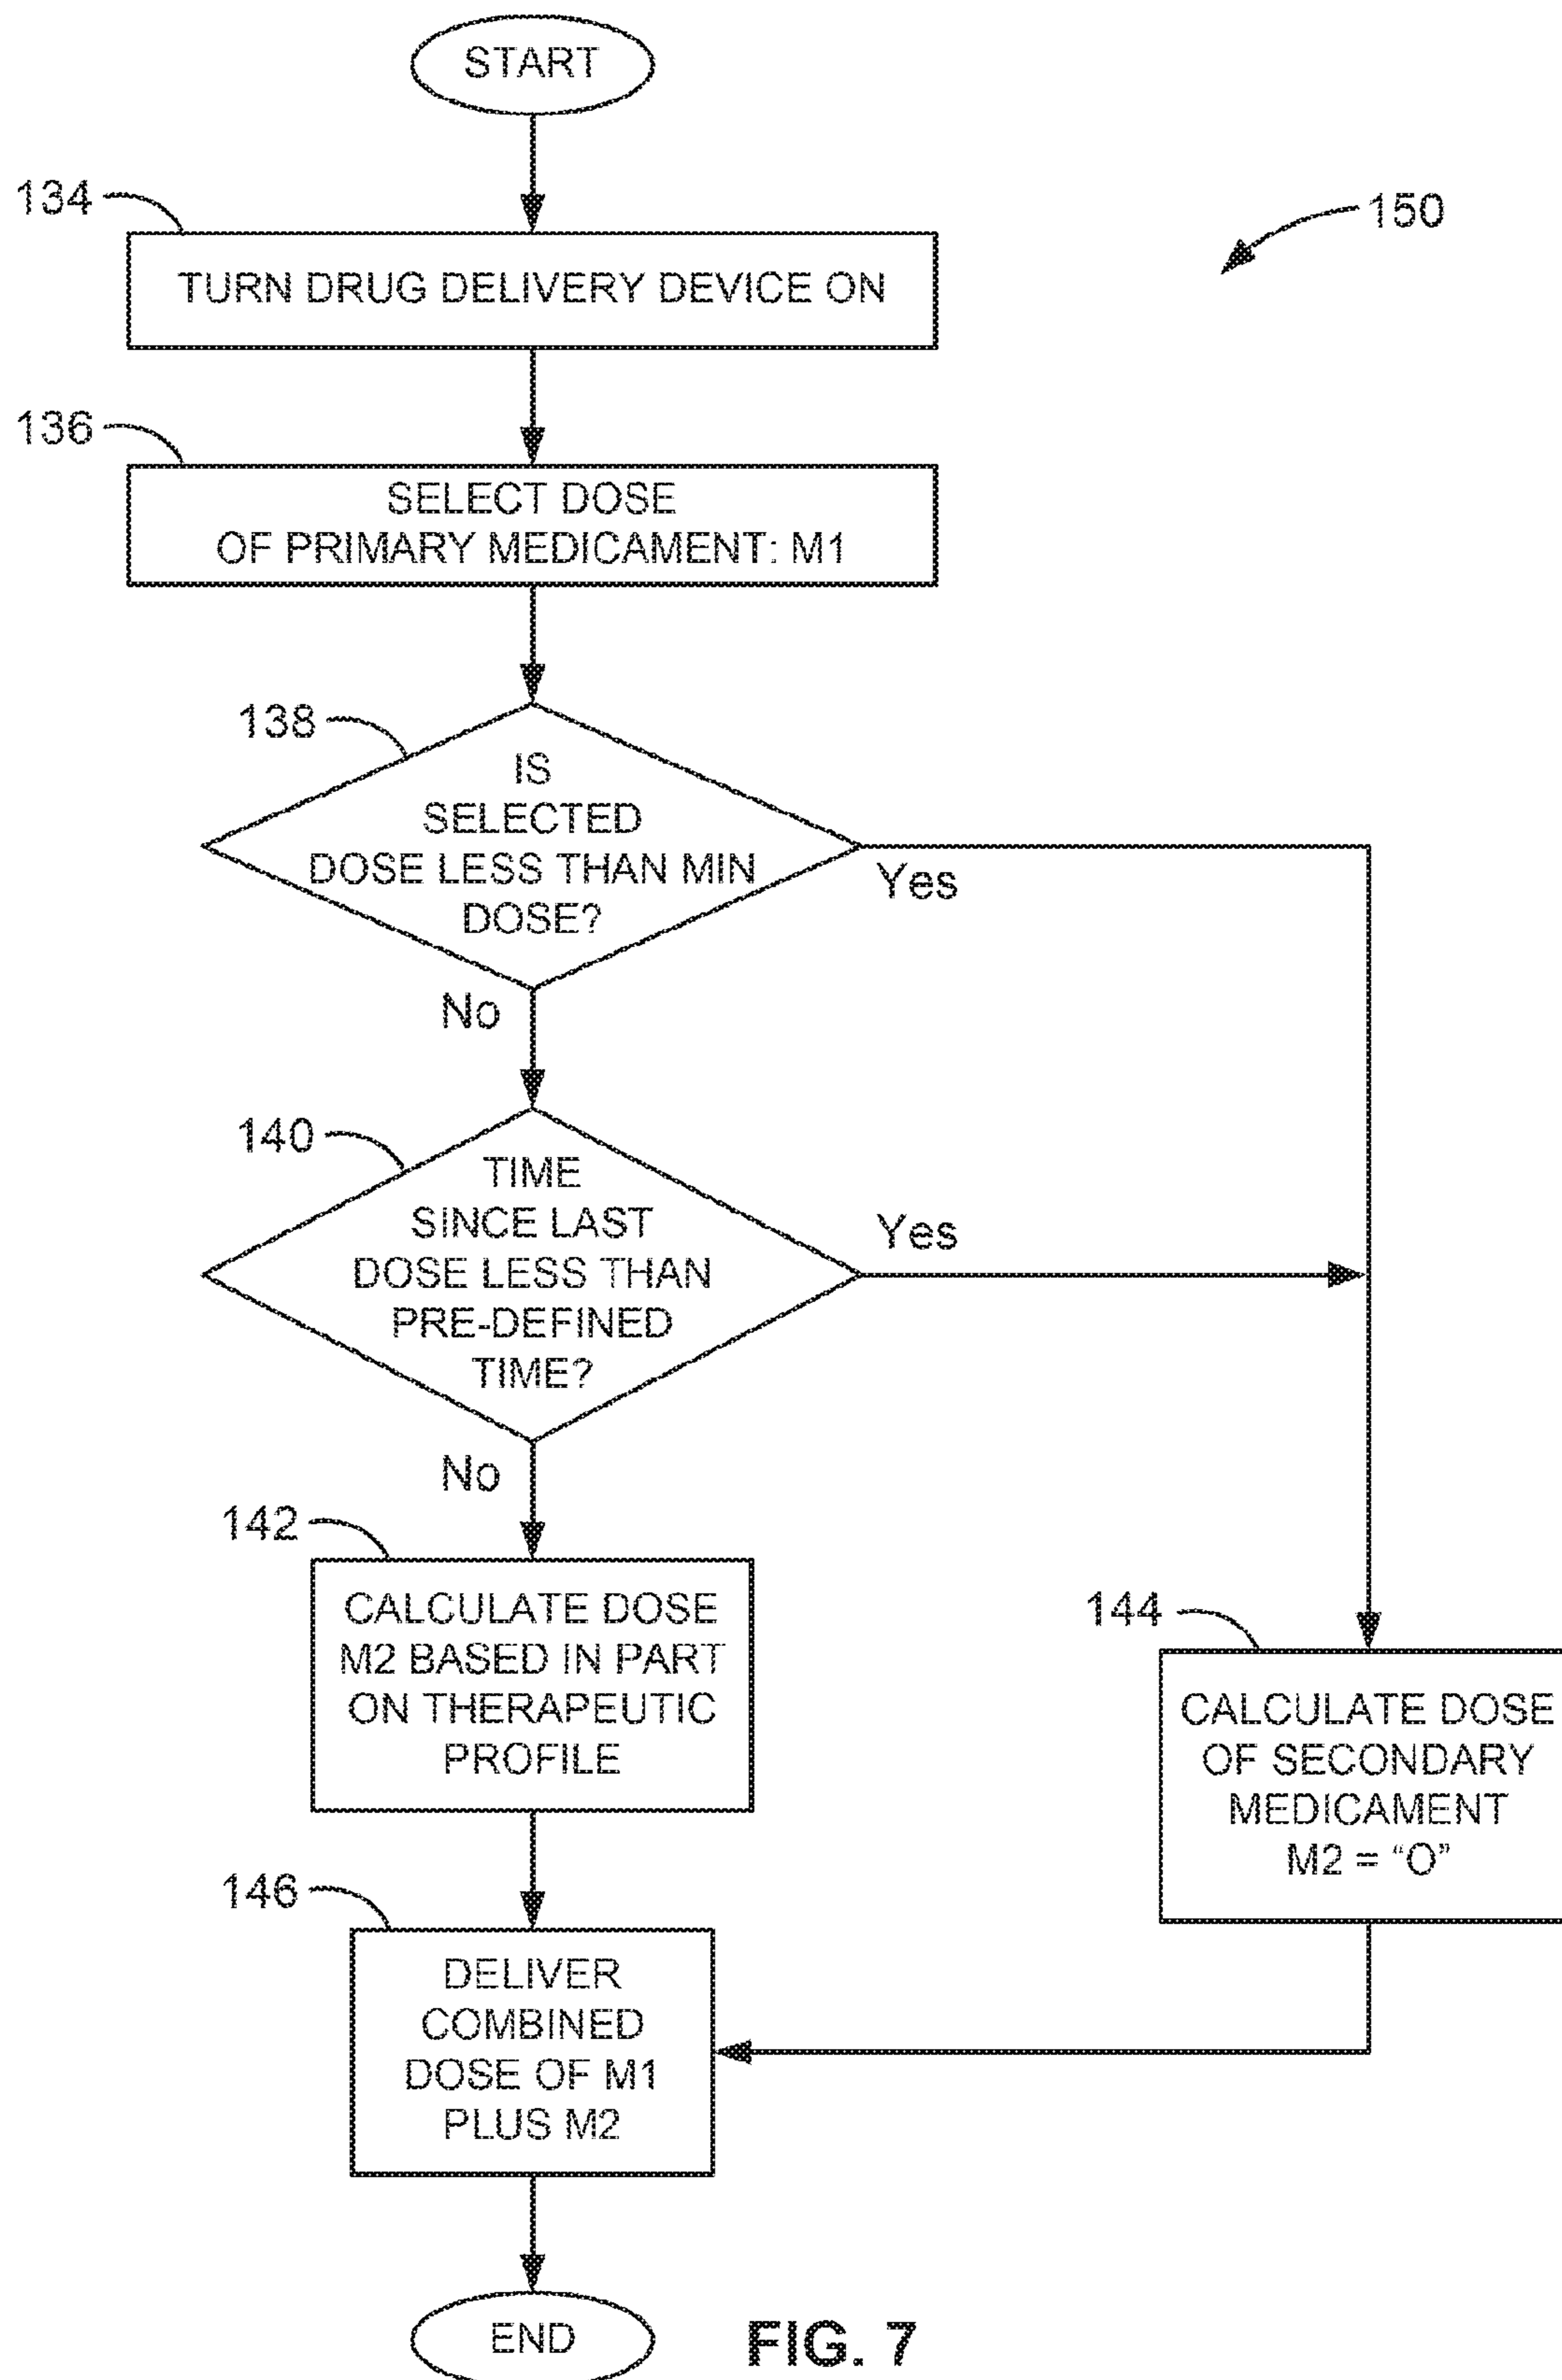 START
134
150
TURN DRUG DELIVERY DEVICE ON
136
SELECT DOSE
OF PRIMARY MEDICAMENT: M1
138
IS
SELECTED
DOSE LESS THAN MIN
DOSE?
Yes
No
140
TIME
SINCE LAST
DOSE LESS THAN
PRE-DEFINED
TIME?
Yes
No
142
CALCULATE DOSE
M2 BASED IN PART
ON THERAPEUTIC
PROFILE
144
CALCULATE DOSE
OF SECONDARY
MEDICAMENT
M2 = “O”
146
DELIVER
COMBINED
DOSE OF M1
PLUS M2
END
FIG. 7